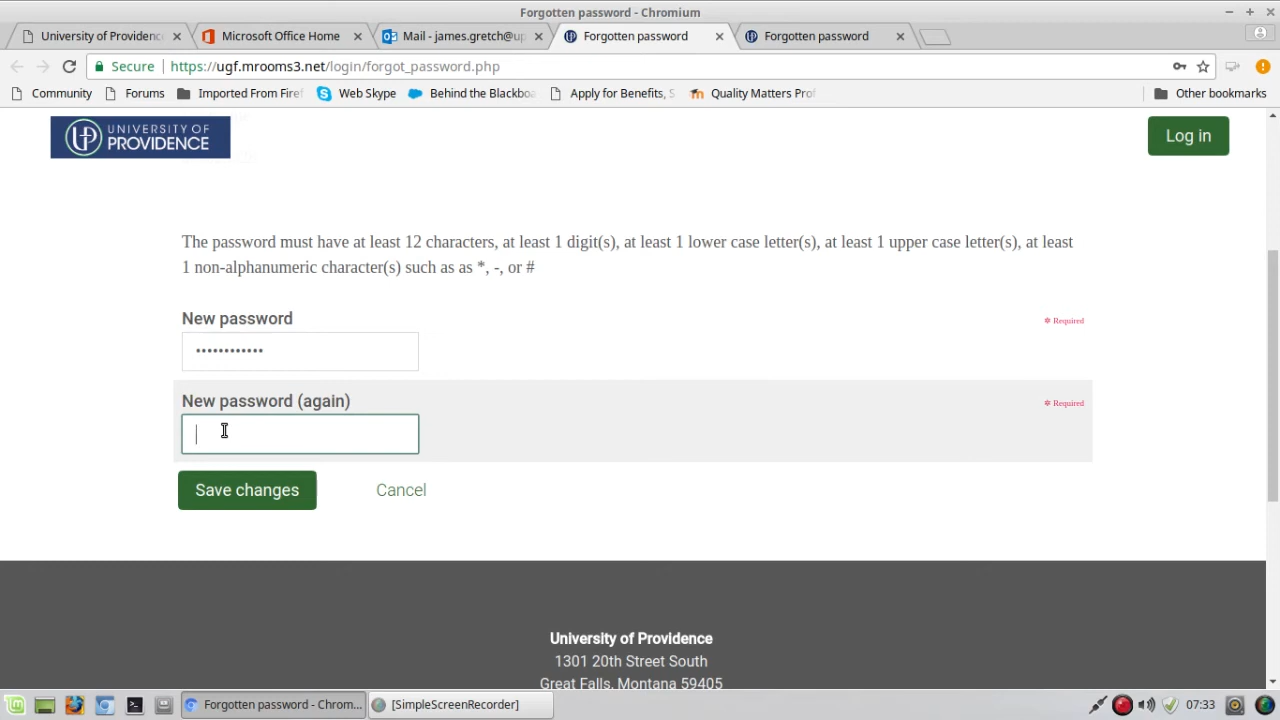 Forgotten password - Chromium
University of Providenc
Microsoft Office Home
Mail - james.gretch@up
Forgotten password
Forgotten password
Secure https://ugf.mrooms3.net/login/forgot_password.php
Community
Forums
Imported From Firef
Web Skype
Behind the Blackboa
Apply for Benefits, S
Quality Matters Prof
Other bookmarks
UNIVERSITY OF
PROVIDENCE
Log in
The password must have at least 12 characters, at least 1 digit(s), at least 1 lower case letter(s), at least 1 upper case letter(s), at least
1 non-alphanumeric character(s) such as as *, -, or #
New password
* Required
••••••••••••
New password (again)
* Required
Save changes
Cancel
University of Providence
1301 20th Street South
Great Falls, Montana 59405
Forgotten password - Chrom...
[SimpleScreenRecorder]
07:33